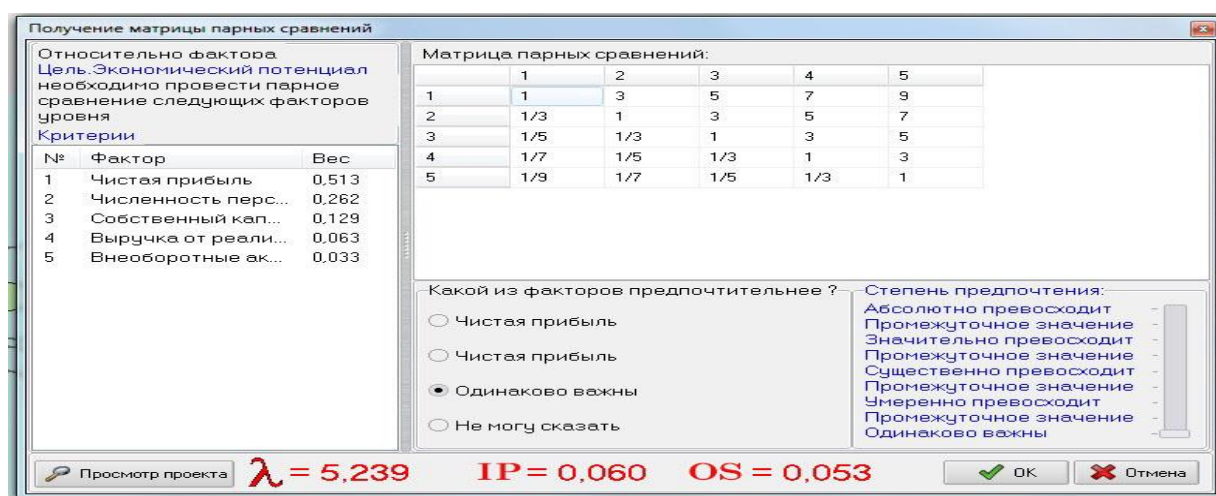 Получение матрицы парных сравнений
Относительно фактора
Цель.Экономический потенциал
необходимо провести парное
сравнение следующих факторов
уровня
Критерии
№ Фактор Вес
1 Чистая прибыль 0,513
2 Численность перс... 0,262
3 Собственный кап... 0,129
4 Выручка от реали... 0,063
5 Внеоборотные ак... 0,033
Матрица парных сравнений:
1 2 3 4 5
1 1 3 5 7 9
2 1/3 1 3 5 7
3 1/5 1/3 1 3 5
4 1/7 1/5 1/3 1 3
5 1/9 1/7 1/5 1/3 1
Какой из факторов предпочтительнее ?
Чистая прибыль
Чистая прибыль
Одинаково важны
Не могу сказать
Степень предпочтения:
Абсолютно превосходит
Промежуточное значение
Значительно превосходит
Промежуточное значение
Существенно превосходит
Промежуточное значение
Умеренно превосходит
Промежуточное значение
Одинаково важны
Просмотр проекта
λ = 5,239 IP = 0,060 OS = 0,053
OK
Отмена